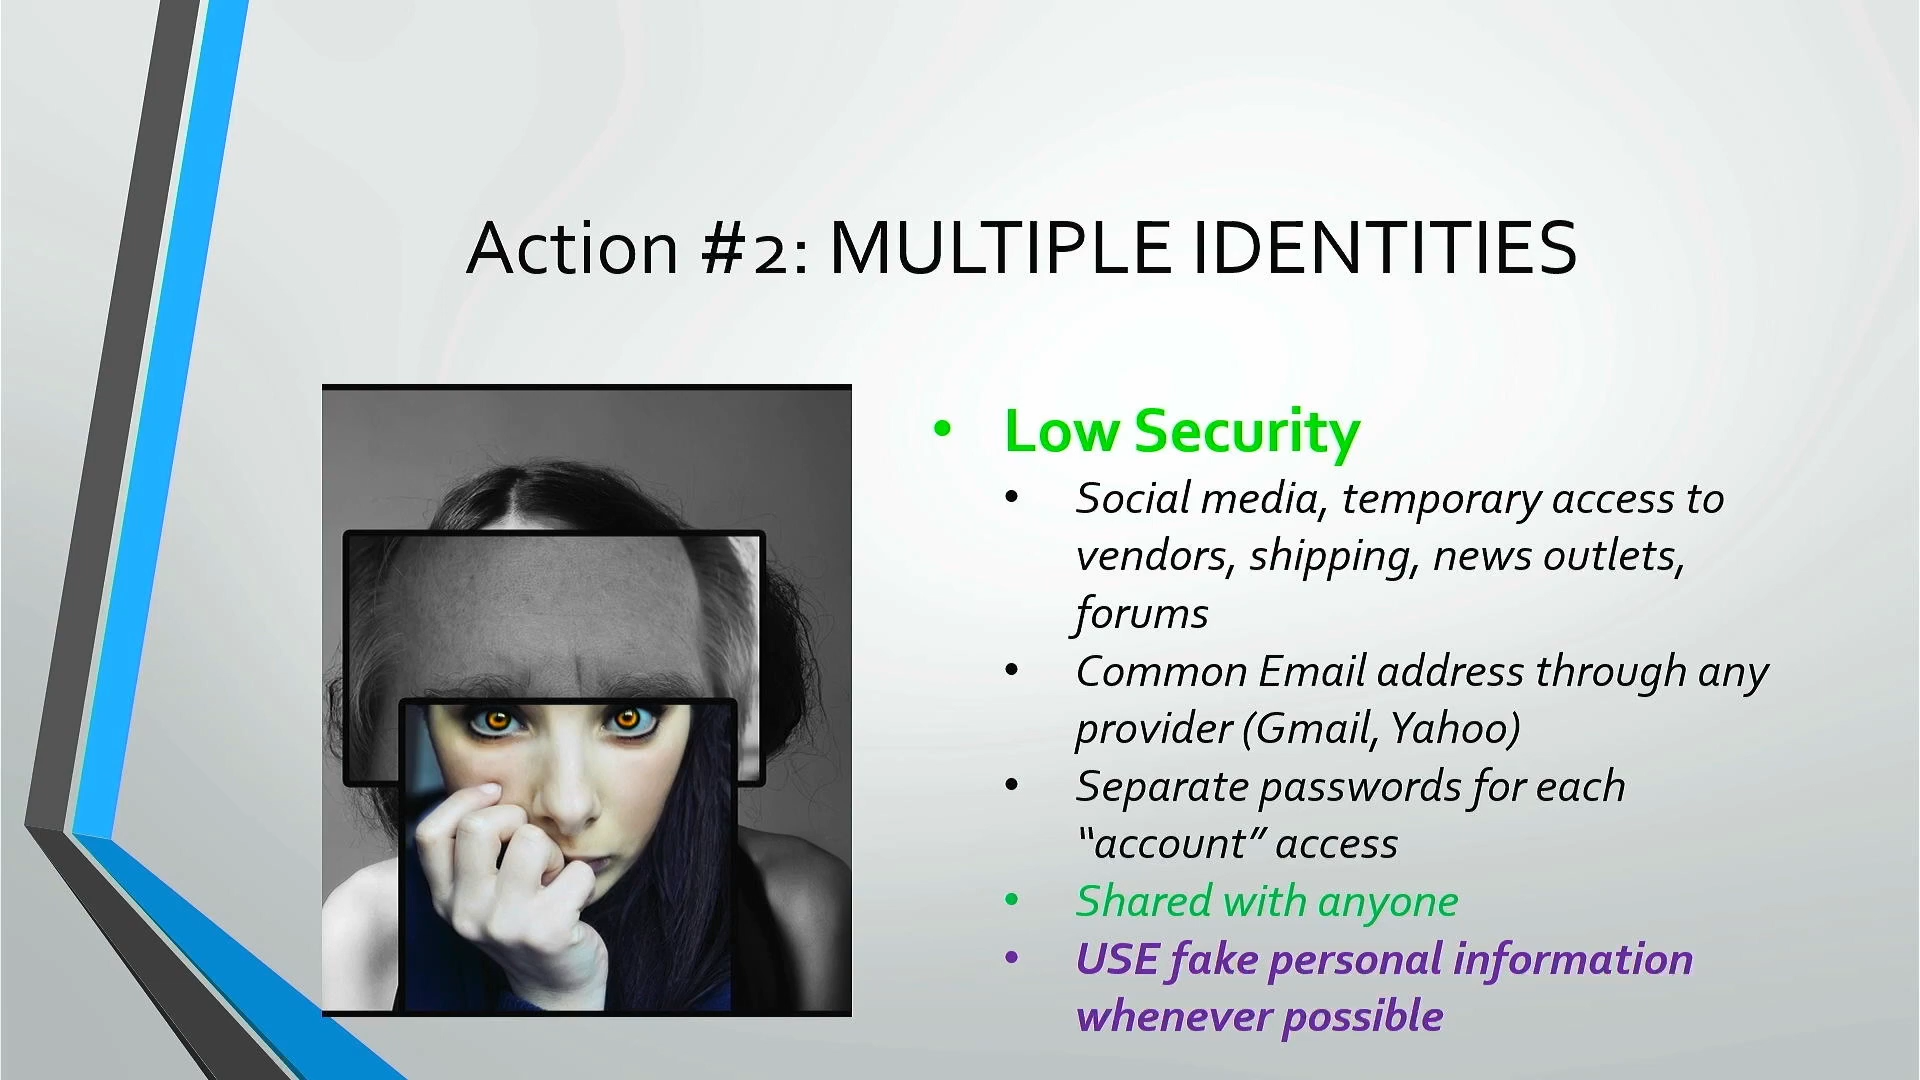 Action #2: MULTIPLE IDENTITIES
• Low Security
• Social media, temporary access to
vendors, shipping, news outlets,
forums
• Common Email address through any
provider (Gmail, Yahoo)
• Separate passwords for each
“account” access
• Shared with anyone
• USE fake personal information
whenever possible